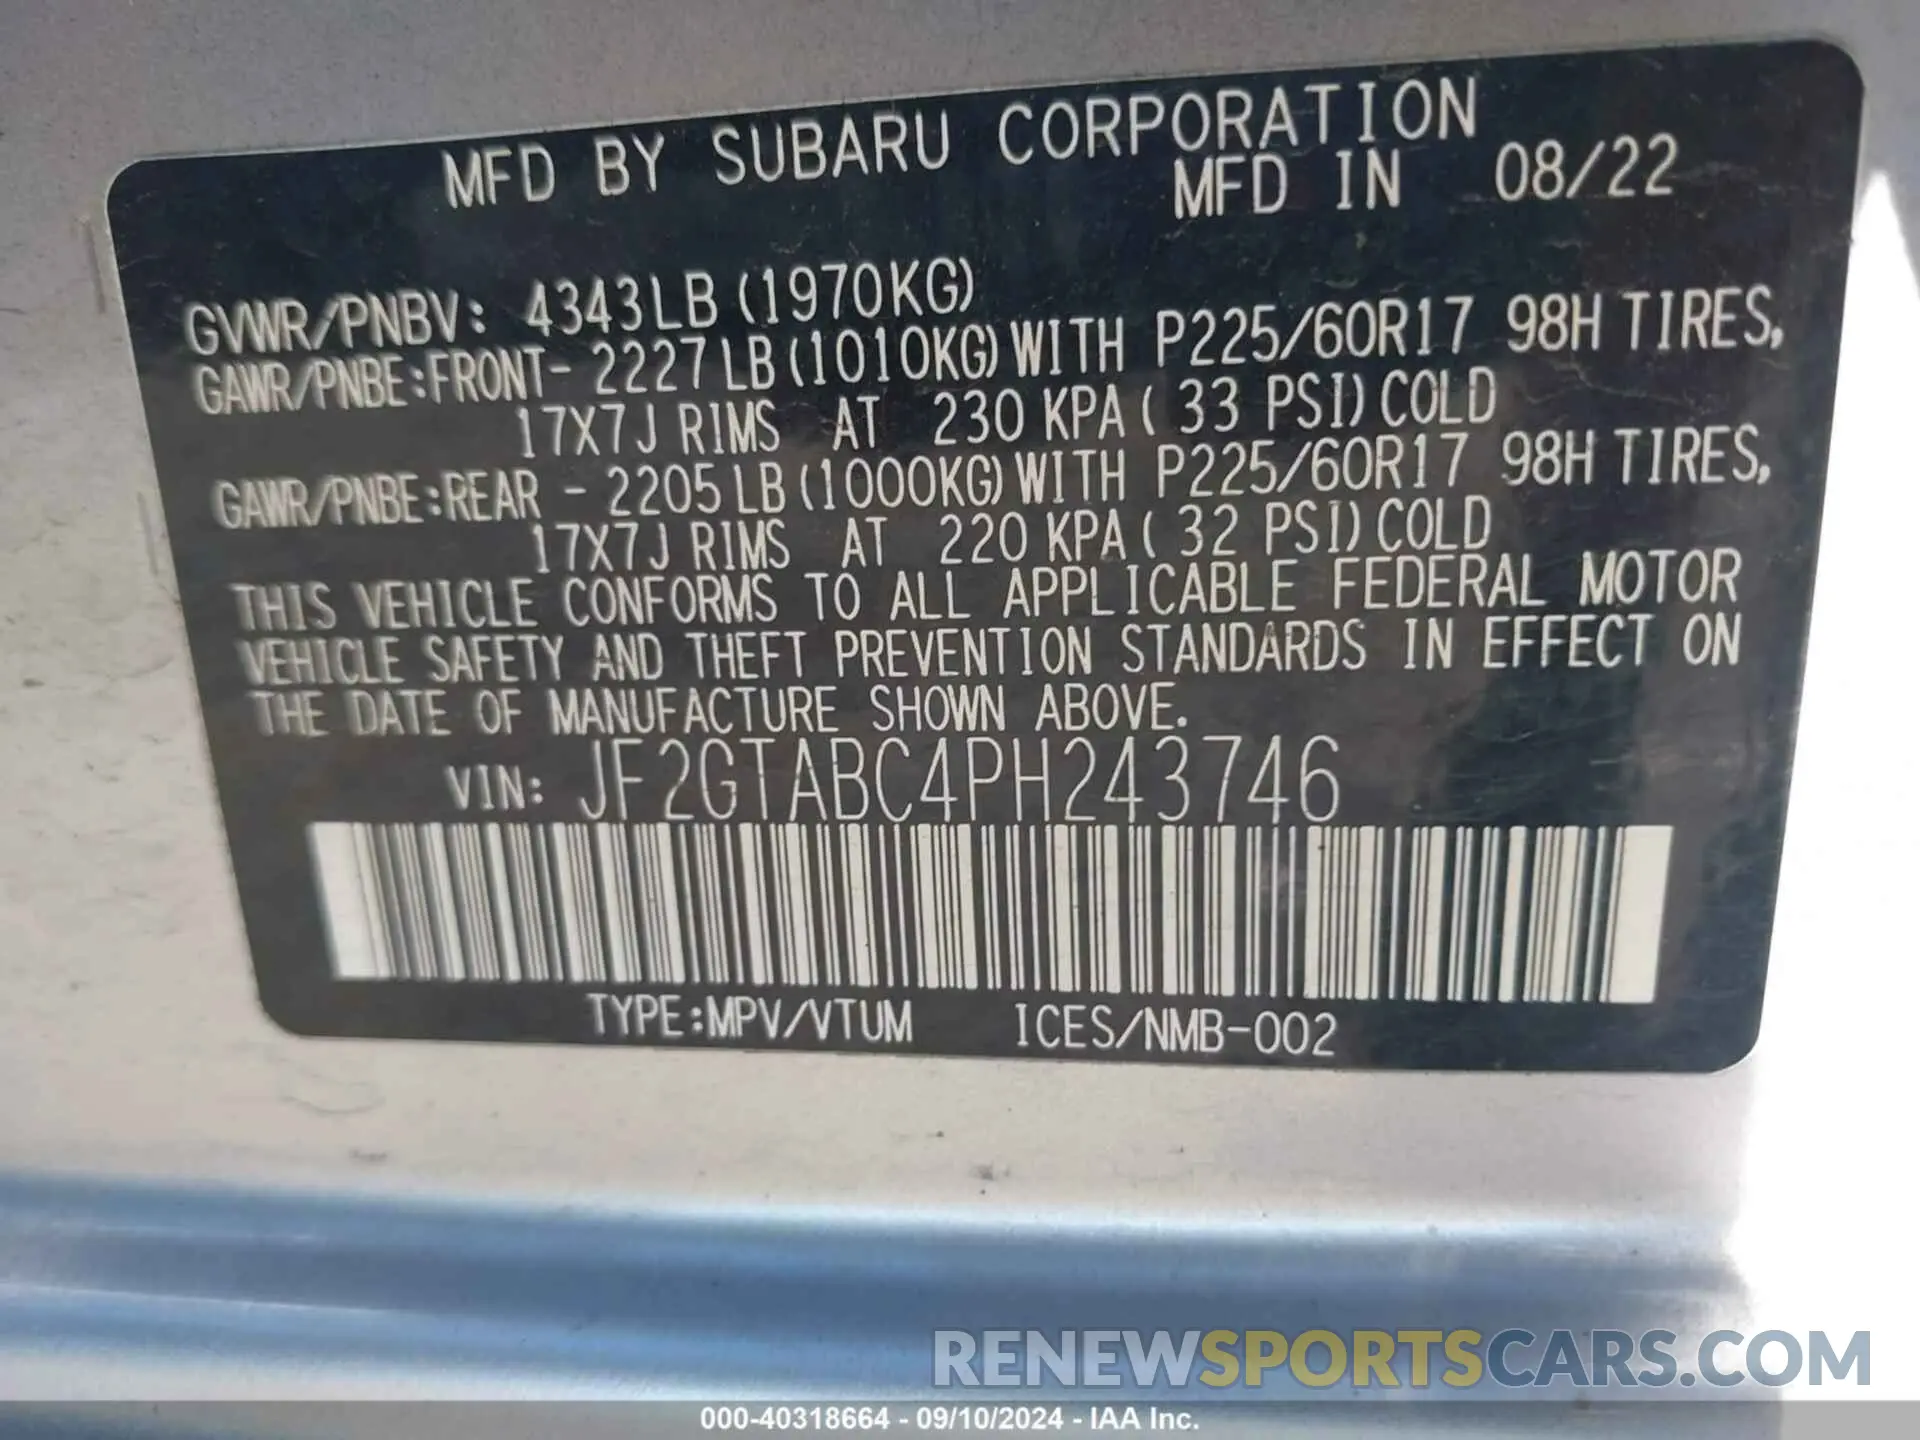 MFD BY SUBARU CORPORATION
MFD IN 08/22
GVWR/PNBV: 4343LB (1970KG)
GAWR/PNBE:FRONT- 2227LB (1010KG) WITH P225/60R17 98H TIRES,
17X7J RIMS AT 230 KPA ( 33 PSI) COLD
GAWR/PNBE:REAR - 2205LB (1000KG) WITH P225/60R17 98H TIRES,
17X7J RIMS AT 220 KPA ( 32 PSI) COLD
THIS VEHICLE CONFORMS TO ALL APPLICABLE FEDERAL MOTOR
VEHICLE SAFETY AND THEFT PREVENTION STANDARDS IN EFFECT ON
THE DATE OF MANUFACTURE SHOWN ABOVE.
VIN: JF2GTABC4PH243746
TYPE:MPV/VTUM ICES/NMB-002
RENEWSPORTSCARS.COM
000-40318664 - 09/10/2024 - IAA Inc.